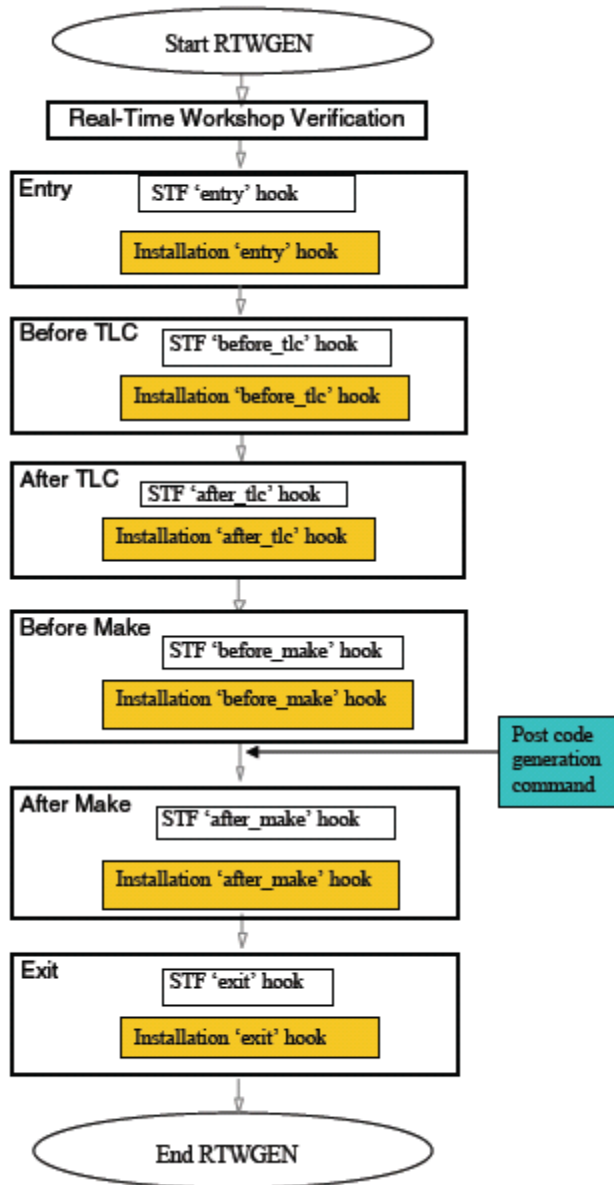 Start RTWGEN
Real-Time Workshop Verification
Entry
STF ‘entry’ hook
Installation ‘entry’ hook
Before TLC
STF ‘before_tlc’ hook
Installation ‘before_tlc’ hook
After TLC
STF ‘after_tlc’ hook
Installation ‘after_tlc’ hook
Before Make
STF ‘before_make’ hook
Installation ‘before_make’ hook
Post code
generation
command
After Make
STF ‘after_make’ hook
Installation ‘after_make’ hook
Exit
STF ‘exit’ hook
Installation ‘exit’ hook
End RTWGEN